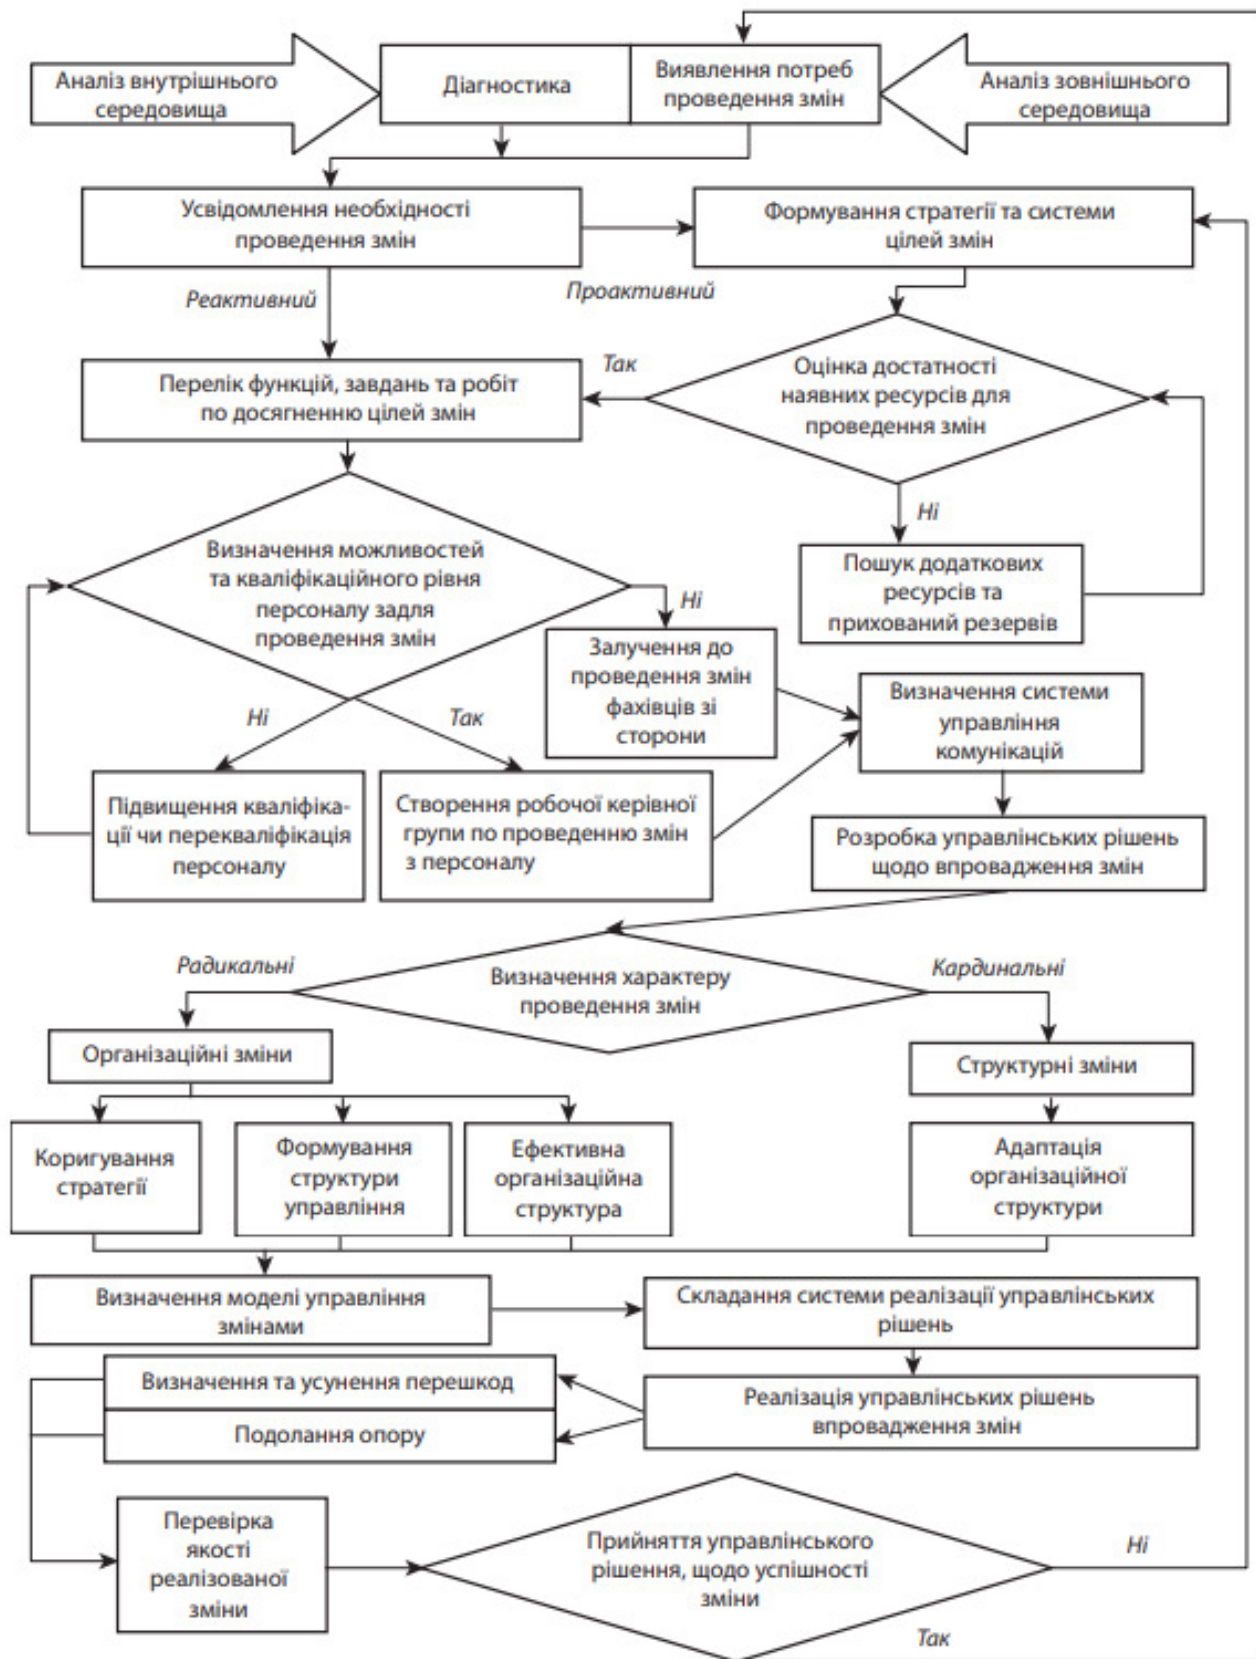 Аналіз внутрішнього
середовища
Діагностика
Виявлення потреб
проведення змін
Аналіз зовнішнього
середовища
Усвідомлення необхідності
проведення змін
Формування стратегії та системи
цілей змін
Реактивний
Проактивний
Перелік функцій, завдань та робіт
по досягненню цілей змін
Так
Оцінка достатності
наявних ресурсів для
проведення змін
Ні
Визначення можливостей
та кваліфікаційного рівня
персоналу задля
проведення змін
Ні
Пошук додаткових
ресурсів та
прихований резервів
Залучення до
проведення змін
фахівців зі
сторони
Визначення системи
управління
комунікацій
Ні
Так
Підвищення кваліфіка-
ції чи перекваліфікація
персоналу
Створення робочої керівної
групи по проведенню змін
з персоналу
Розробка управлінських рішень
щодо впровадження змін
Радикальні
Визначення характеру
проведення змін
Кардинальні
Організаційні зміни
Структурні зміни
Коригування
стратегії
Формування
структури
управління
Ефективна
організаційна
структура
Адаптація
організаційної
структури
Визначення моделі управління
змінами
Складання системи реалізації управлінських
рішень
Визначення та усунення перешкод
Подолання опору
Реалізація управлінських рішень
впровадження змін
Перевірка
якості
реалізованої
зміни
Прийняття управлінського
рішення, щодо успішності
зміни
Ні
Так